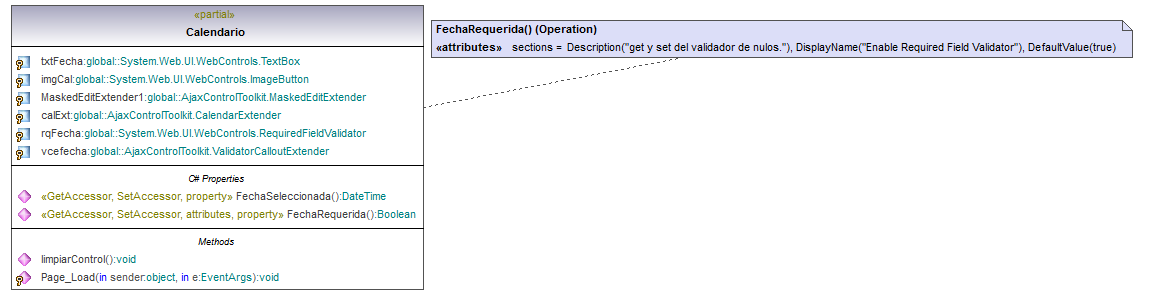 «partial»
Calendario
txtFecha:global::System.Web.UI.WebControls.TextBox
imgCal:global::System.Web.UI.WebControls.ImageButton
MaskedEditExtender1:global::AjaxControlToolkit.MaskedEditExtender
calExt:global::AjaxControlToolkit.CalendarExtender
rqFecha:global::System.Web.UI.WebControls.RequiredFieldValidator
vcefecha:global::AjaxControlToolkit.ValidatorCalloutExtender
C# Properties
«GetAccessor, SetAccessor, property» FechaSeleccionada():DateTime
«GetAccessor, SetAccessor, attributes, property» FechaRequerida():Boolean
Methods
limpiarControl():void
Page_Load(in sender:object, in e:EventArgs):void
FechaRequerida() (Operation)
«attributes» sections = Description("get y set del validador de nulos."), DisplayName("Enable Required Field Validator"), DefaultValue(true)